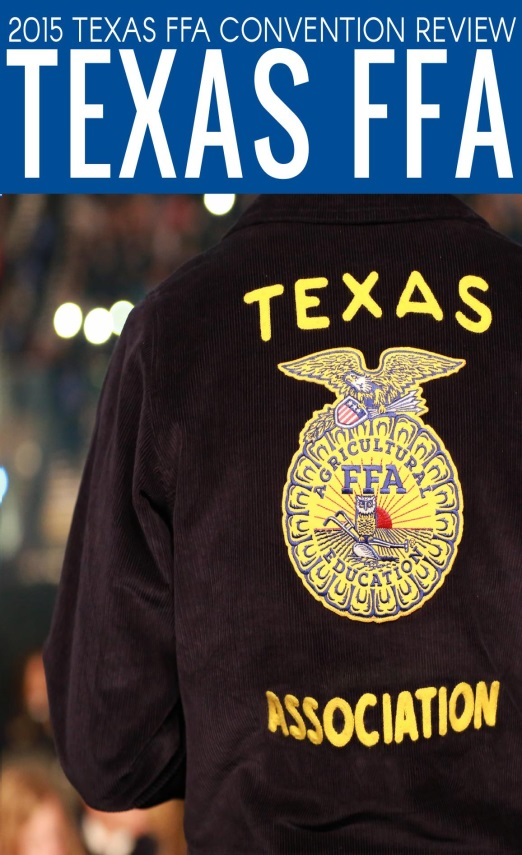 2015 TEXAS FFA CONVENTION REVIEW
TEXAS FFA
TEXAS
AGRICULTURAL
FFA
EDUCATION
ASSOCIATION